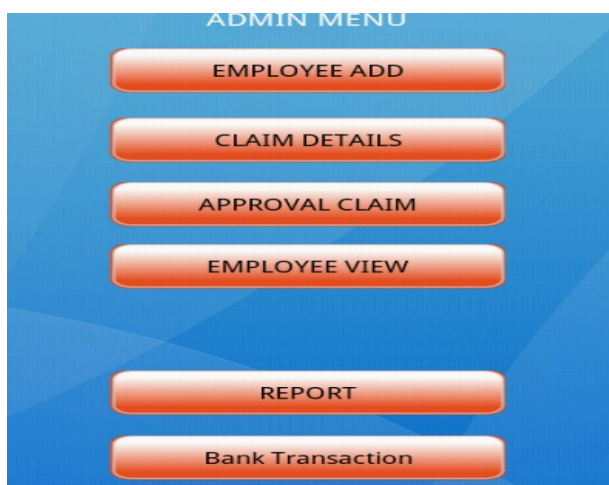 ADMIN MENU
EMPLOYEE ADD
CLAIM DETAILS
APPROVAL CLAIM
EMPLOYEE VIEW
REPORT
Bank Transaction